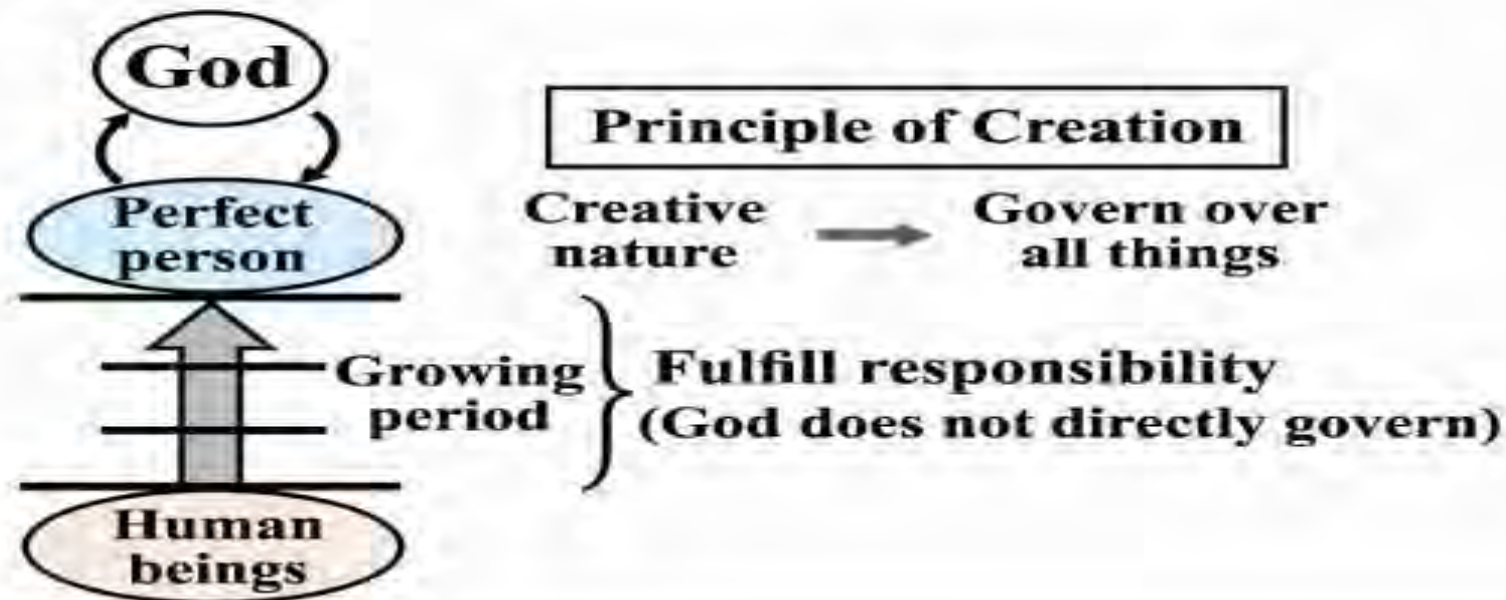 God
Principle of Creation
Perfect
person
Creative
nature
Govern over
all things
Growing
period
Fulfill responsibility
(God does not directly govern)
Human
beings